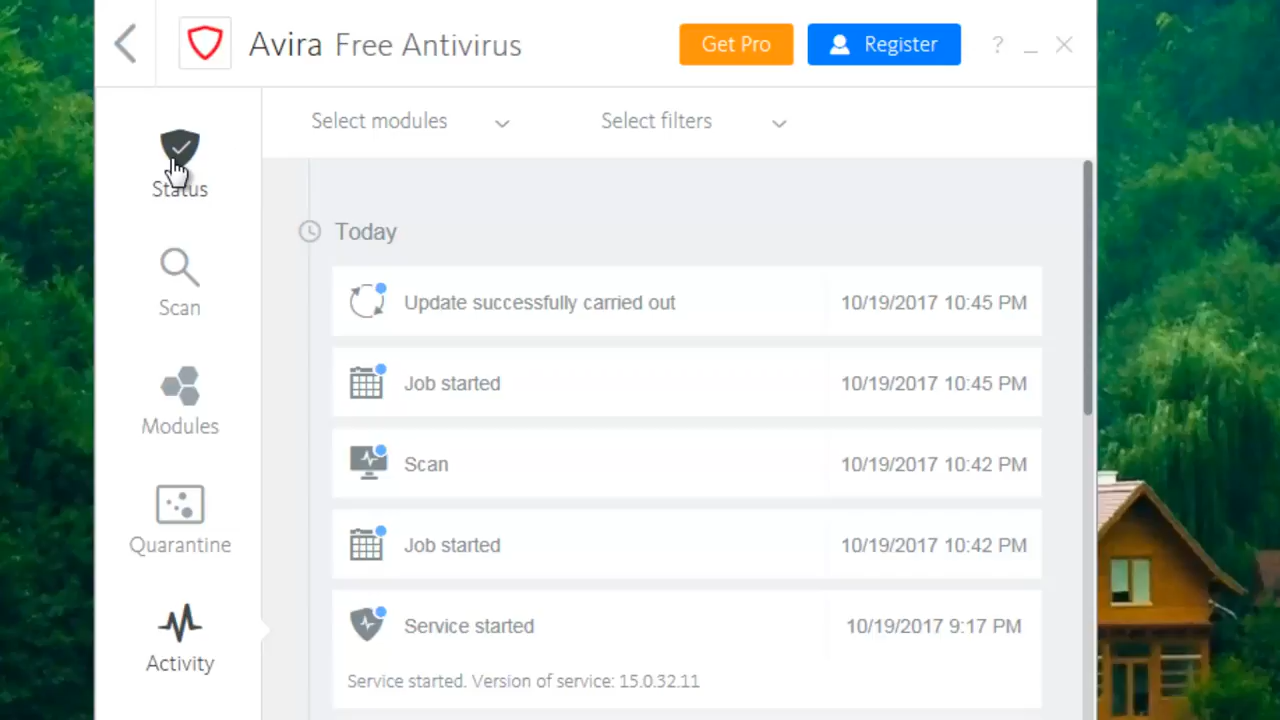 Avira Free Antivirus
Get Pro
Register
?
Select modules
Select filters
Status
Scan
Modules
Quarantine
Activity
Today
Update successfully carried out 10/19/2017 10:45 PM
Job started 10/19/2017 10:45 PM
Scan 10/19/2017 10:42 PM
Job started 10/19/2017 10:42 PM
Service started 10/19/2017 9:17 PM
Service started. Version of service: 15.0.32.11